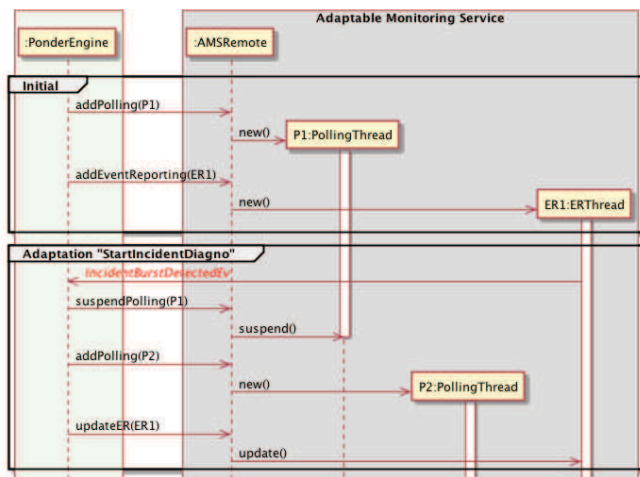 Adaptable Monitoring Service
:PonderEngine
:AMSRemote
Initial
addPolling(P1)
new()
P1:PollingThread
addEventReporting(ER1)
new()
ER1:ERThread
Adaptation "StartIncidentDiagno"
IncidentBurstDetectedEv
suspendPolling(P1)
suspend()
addPolling(P2)
new()
P2:PollingThread
updateER(ER1)
update()